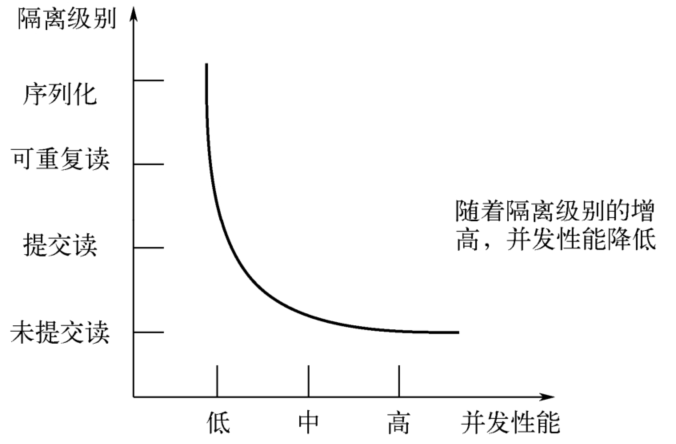 隔离级别
序列化
可重复读
提交读
未提交读
随着隔离级别的增
高，并发性能降低
低
中
高
并发性能